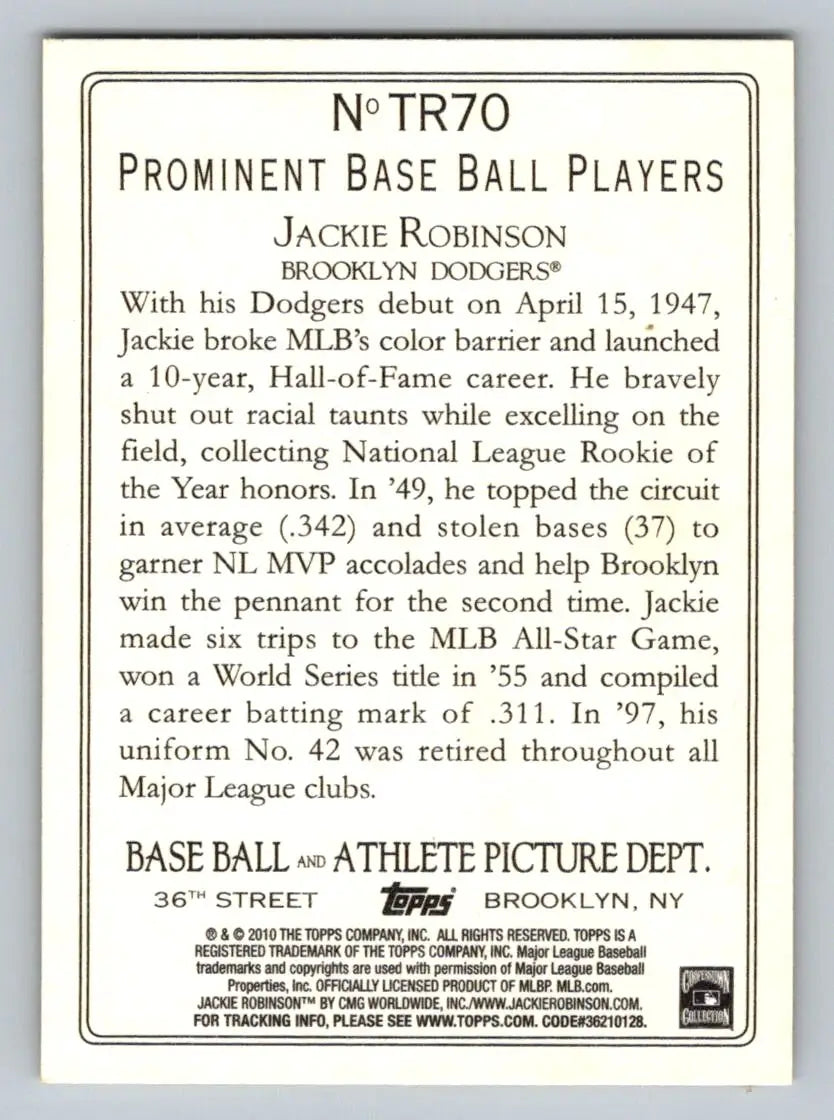 Nº TR70
PROMINENT BASE BALL PLAYERS
JACKIE ROBINSON
BROOKLYN DODGERS®
With his Dodgers debut on April 15, 1947,
Jackie broke MLB's color barrier and launched
a 10-year, Hall-of-Fame career. He bravely
shut out racial taunts while excelling on the
field, collecting National League Rookie of
the Year honors. In '49, he topped the circuit
in average (.342) and stolen bases (37) to
garner NL MVP accolades and help Brooklyn
win the pennant for the second time. Jackie
made six trips to the MLB All-Star Game,
won a World Series title in '55 and compiled
a career batting mark of .311. In '97, his
uniform No. 42 was retired throughout all
Major League clubs.
BASE BALL AND ATHLETE PICTURE DEPT.
36TH STREET topps® BROOKLYN, NY
® & © 2010 THE TOPPS COMPANY, INC. ALL RIGHTS RESERVED. TOPPS IS A
REGISTERED TRADEMARK OF THE TOPPS COMPANY, INC. Major League Baseball
trademarks and copyrights are used with permission of Major League Baseball
Properties, Inc. OFFICIALLY LICENSED PRODUCT OF MLBP. MLB.com.
JACKIE ROBINSON™ BY CMG WORLDWIDE, INC./WWW.JACKIEROBINSON.COM.
FOR TRACKING INFO, PLEASE SEE WWW.TOPPS.COM. CODE#36210128.
COOPERSTOWN
COLLECTION